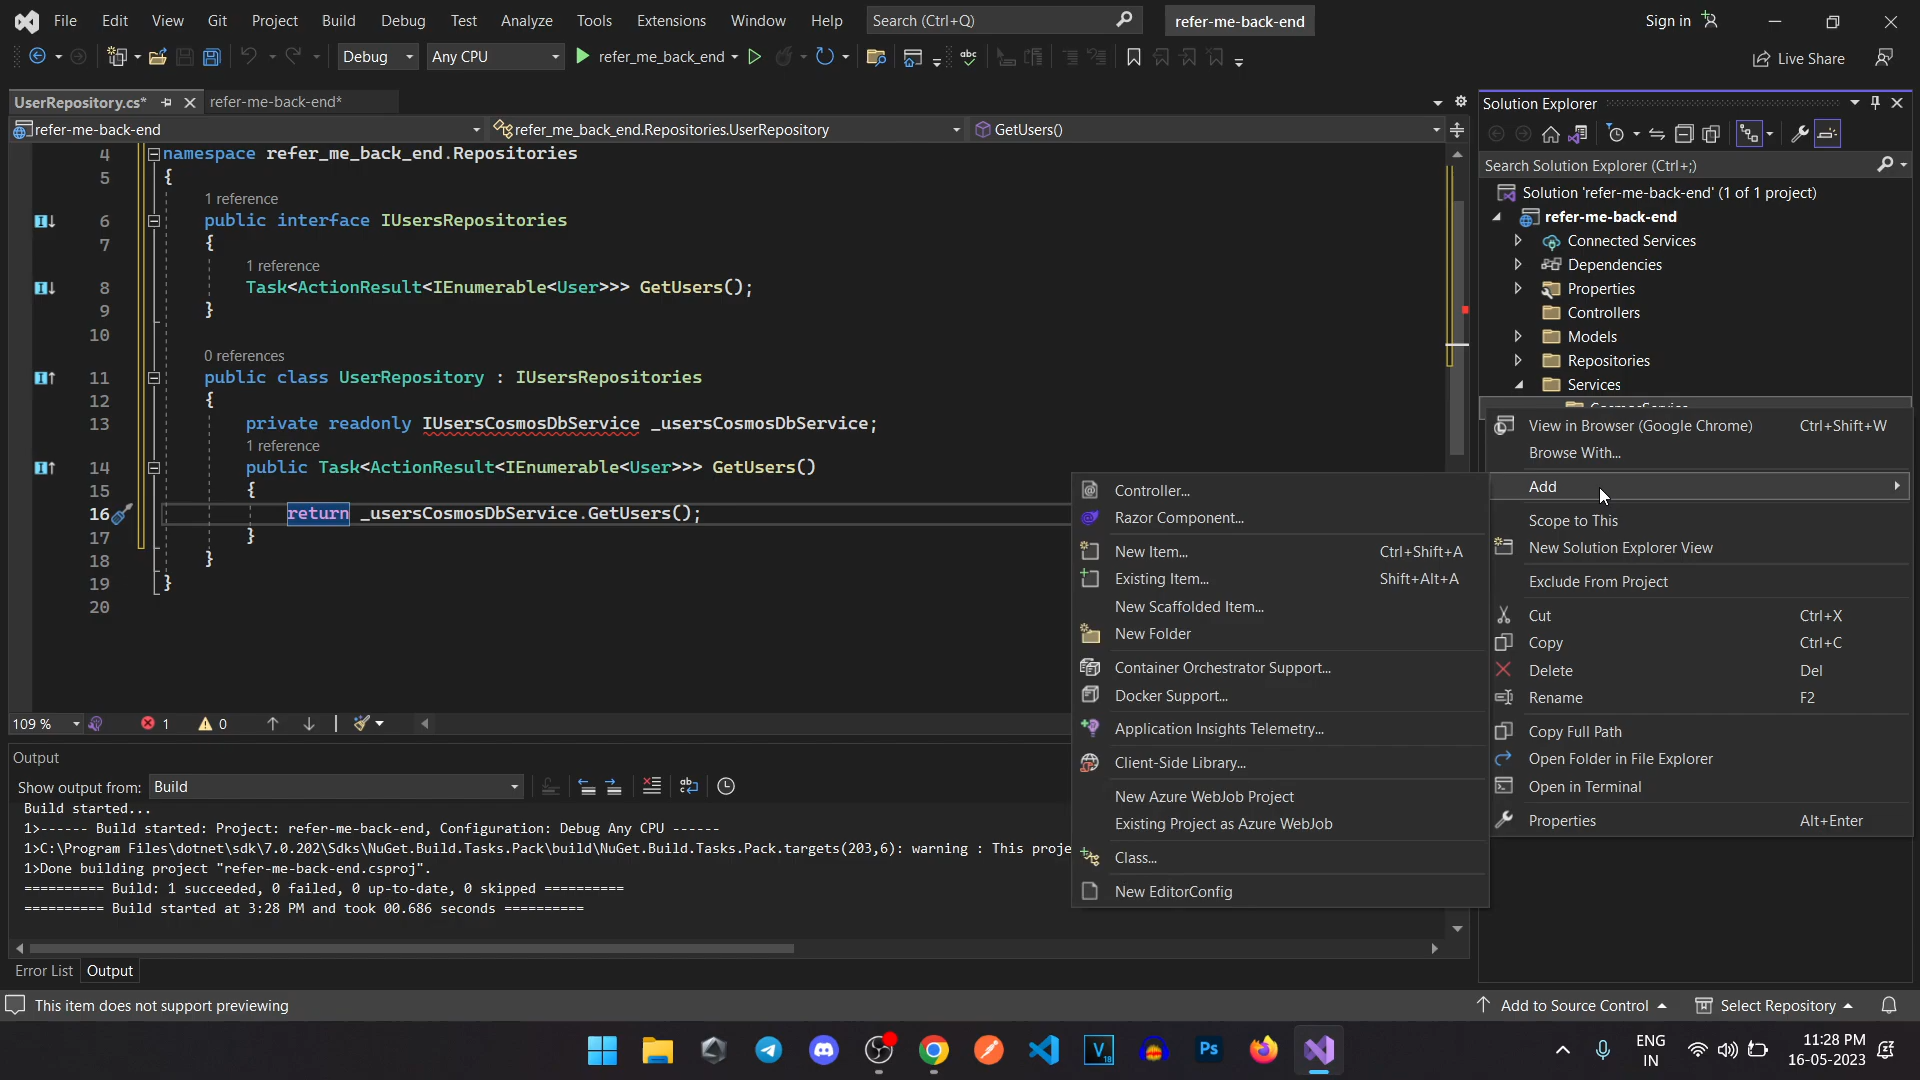 File Edit View Git Project Build Debug Test Analyze Tools Extensions Window Help Search (Ctrl+Q) refer-me-back-end Sign in
Debug Any CPU refer_me_back_end Live Share
UserRepository.cs* refer-me-back-end*
refer-me-back-end refer_me_back_end.Repositories.UserRepository GetUsers()
4 namespace refer_me_back_end.Repositories
5 {
1 reference
6 public interface IUsersRepositories
7 {
1 reference
8 Task<ActionResult<IEnumerable<User>>> GetUsers();
9 }
10
0 references
11 public class UserRepository : IUsersRepositories
12 {
13 private readonly IUsersCosmosDbService _usersCosmosDbService;
1 reference
14 public Task<ActionResult<IEnumerable<User>>> GetUsers()
15 {
16 return _usersCosmosDbService.GetUsers();
17 }
18 }
19 }
20
109 % 1 0
Output
Show output from: Build
Build started...
1>------ Build started: Project: refer-me-back-end, Configuration: Debug Any CPU ------
1>C:\Program Files\dotnet\sdk\7.0.202\Sdks\NuGet.Build.Tasks.Pack\build\NuGet.Build.Tasks.Pack.targets(203,6): warning : This proje
1>Done building project "refer-me-back-end.csproj".
========== Build: 1 succeeded, 0 failed, 0 up-to-date, 0 skipped ==========
========== Build started at 3:28 PM and took 00.686 seconds ==========
Error List Output
Controller...
Razor Component...
New Item... Ctrl+Shift+A
Existing Item... Shift+Alt+A
New Scaffolded Item...
New Folder
Container Orchestrator Support...
Docker Support...
Application Insights Telemetry...
Client-Side Library...
New Azure WebJob Project
Existing Project as Azure WebJob
Class...
New EditorConfig
Solution Explorer
Search Solution Explorer (Ctrl+;)
Solution 'refer-me-back-end' (1 of 1 project)
refer-me-back-end
Connected Services
Dependencies
Properties
Controllers
Models
Repositories
Services
View in Browser (Google Chrome) Ctrl+Shift+W
Browse With...
Add
Scope to This
New Solution Explorer View
Exclude From Project
Cut Ctrl+X
Copy Ctrl+C
Delete Del
Rename F2
Copy Full Path
Open Folder in File Explorer
Open in Terminal
Properties Alt+Enter
This item does not support previewing Add to Source Control Select Repository
Ps ENG IN 11:28 PM 16-05-2023